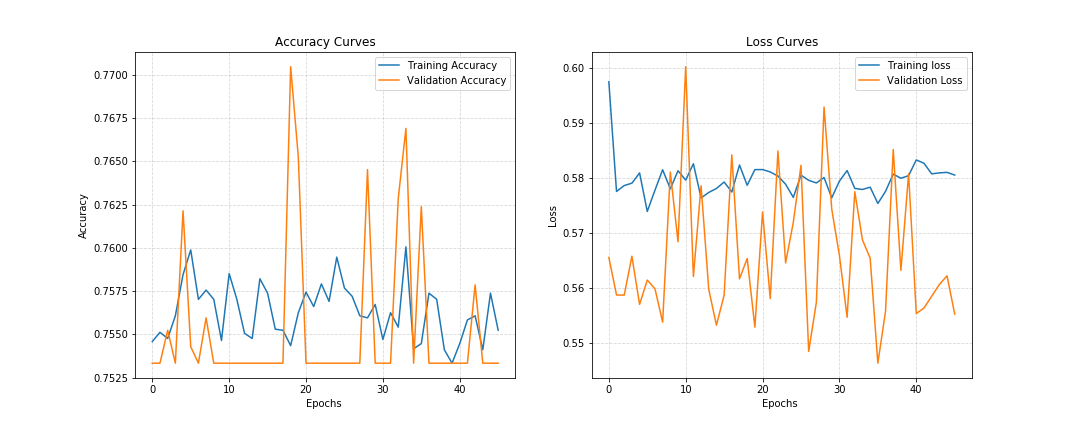 Accuracy Curves
Training Accuracy
Validation Accuracy
0.7700
0.7675
0.7650
0.7625
0.7600
0.7575
0.7550
0.7525
Accuracy
0 10 20 30 40
Epochs
Loss Curves
Training loss
Validation Loss
0.60
0.59
0.58
0.57
0.56
0.55
Loss
0 10 20 30 40
Epochs